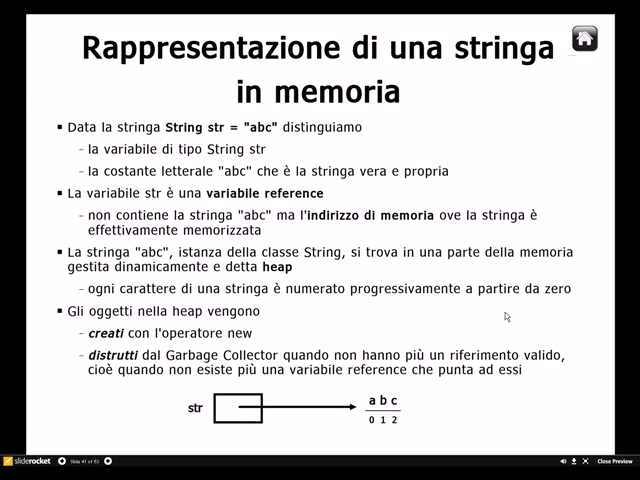 Rappresentazione di una stringa
in memoria
▪ Data la stringa String str = "abc" distinguiamo
- la variabile di tipo String str
- la costante letterale "abc" che è la stringa vera e propria
▪ La variabile str è una variabile reference
- non contiene la stringa "abc" ma l'indirizzo di memoria ove la stringa è
effettivamente memorizzata
▪ La stringa "abc", istanza della classe String, si trova in una parte della memoria
gestita dinamicamente e detta heap
- ogni carattere di una stringa è numerato progressivamente a partire da zero
▪ Gli oggetti nella heap vengono
- creati con l'operatore new
- distrutti dal Garbage Collector quando non hanno più un riferimento valido,
cioè quando non esiste più una variabile reference che punta ad essi
str
a b c
0 1 2
sliderocket Slide 41 of 83 Close Preview